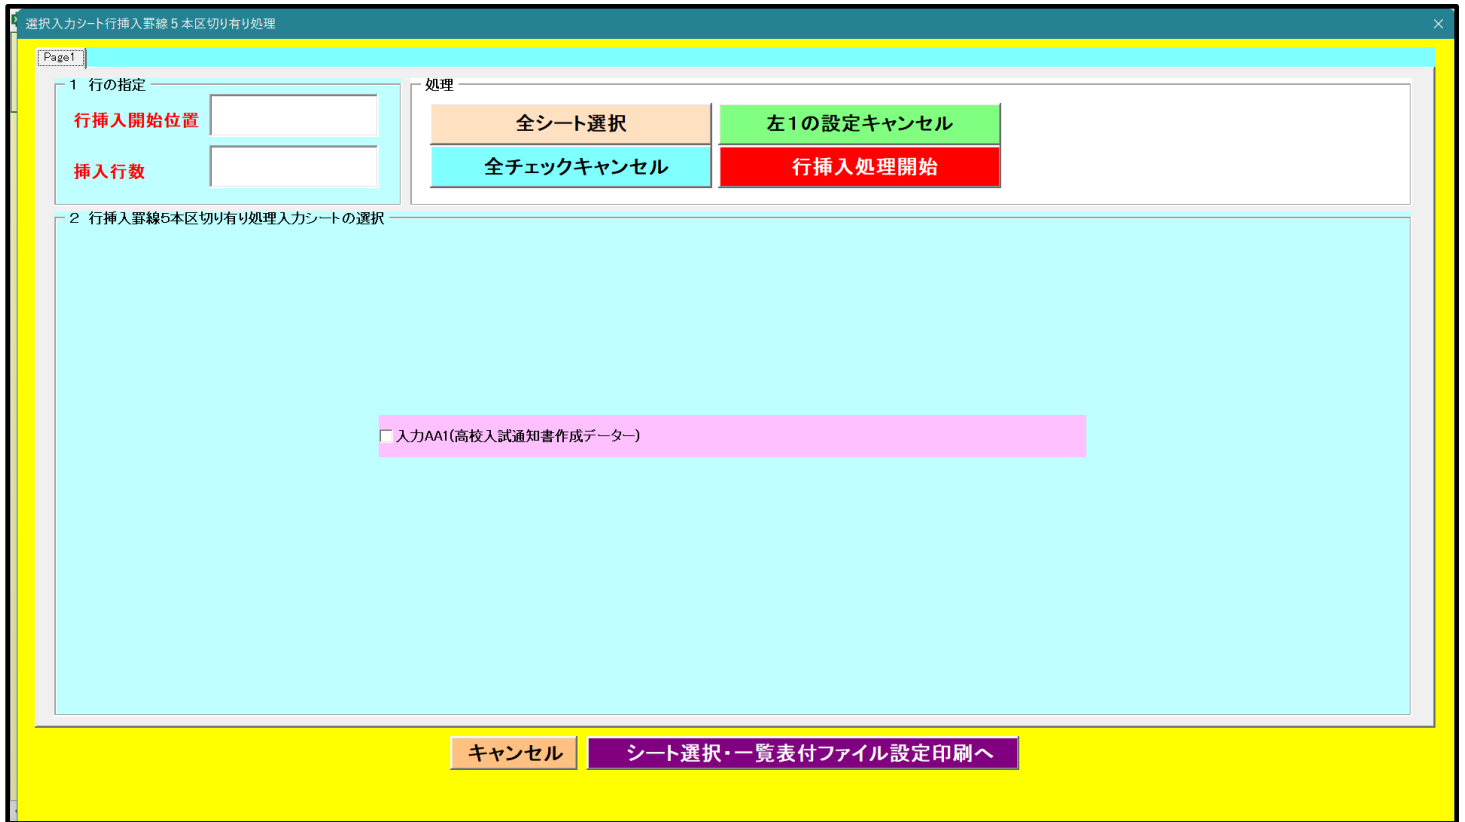 選択入力シート行挿入罫線５本区切り有り処理
Page1
1 行の指定
行挿入開始位置
挿入行数
処理
全シート選択
左1の設定キャンセル
全チェックキャンセル
行挿入処理開始
2 行挿入罫線5本区切り有り処理入力シートの選択
入力AA1(高校入試通知書作成データー)
キャンセル
シート選択・一覧表付ファイル設定印刷へ